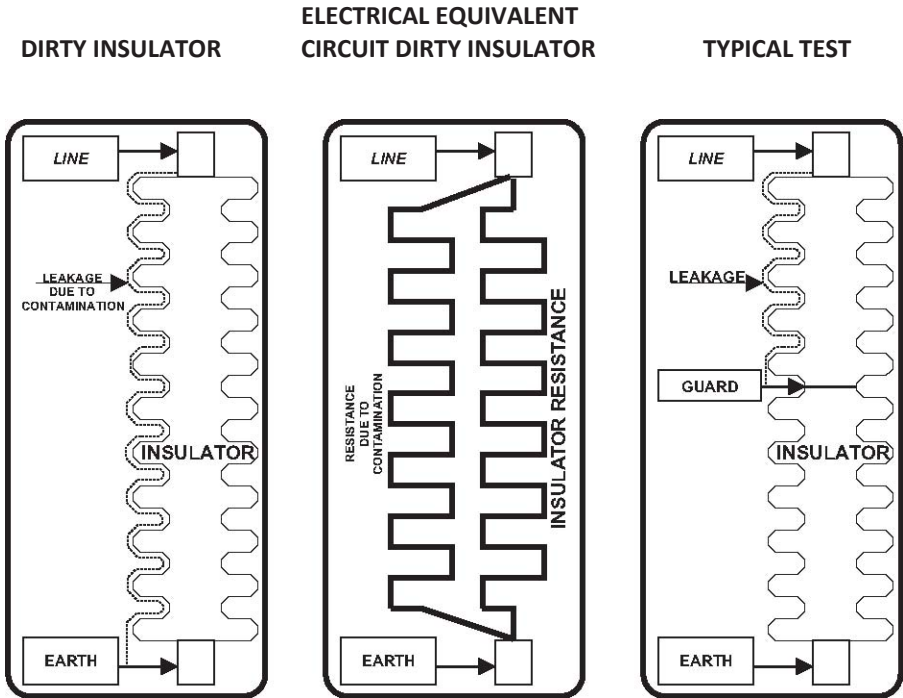 ELECTRICAL EQUIVALENT
DIRTY INSULATOR
CIRCUIT DIRTY INSULATOR
TYPICAL TEST
LINE
LEAKAGE
DUE TO
CONTAMINATION
INSULATOR
EARTH
LINE
RESISTANCE
DUE TO
CONTAMINATION
INSULATOR RESISTANCE
EARTH
LINE
LEAKAGE
GUARD
INSULATOR
EARTH